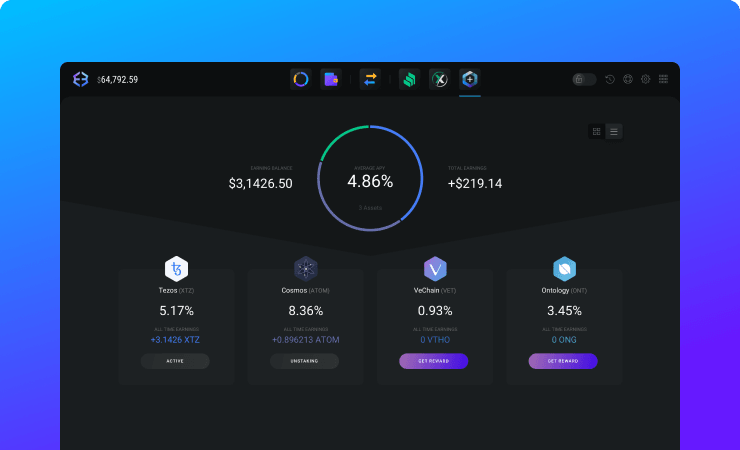 $64,792.59
EARNING BALANCE
$3,1426.50
AVERAGE APY
4.86%
3 Assets
TOTAL EARNINGS
+$219.14
Tezos (XTZ)
5.17%
ALL TIME EARNINGS
+3.1426 XTZ
ACTIVE
Cosmos (ATOM)
8.36%
ALL TIME EARNINGS
+0.896213 ATOM
UNSTAKING
VeChain (VET)
0.93%
ALL TIME EARNINGS
0 VTHO
GET REWARD
Ontology (ONT)
3.45%
ALL TIME EARNINGS
0 ONG
GET REWARD